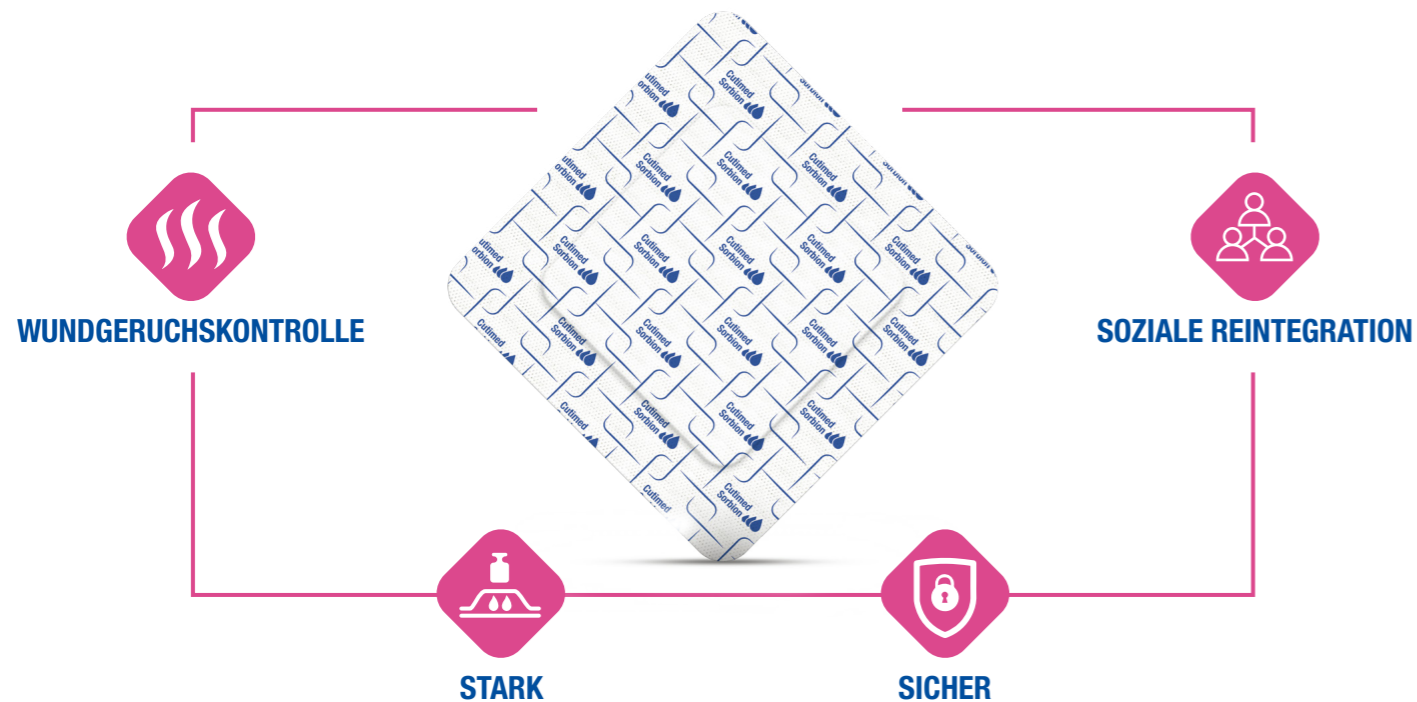 Cutimed
Sorbion
WUNDGERUCHSKONTROLLE
SOZIALE REINTEGRATION
STARK
SICHER